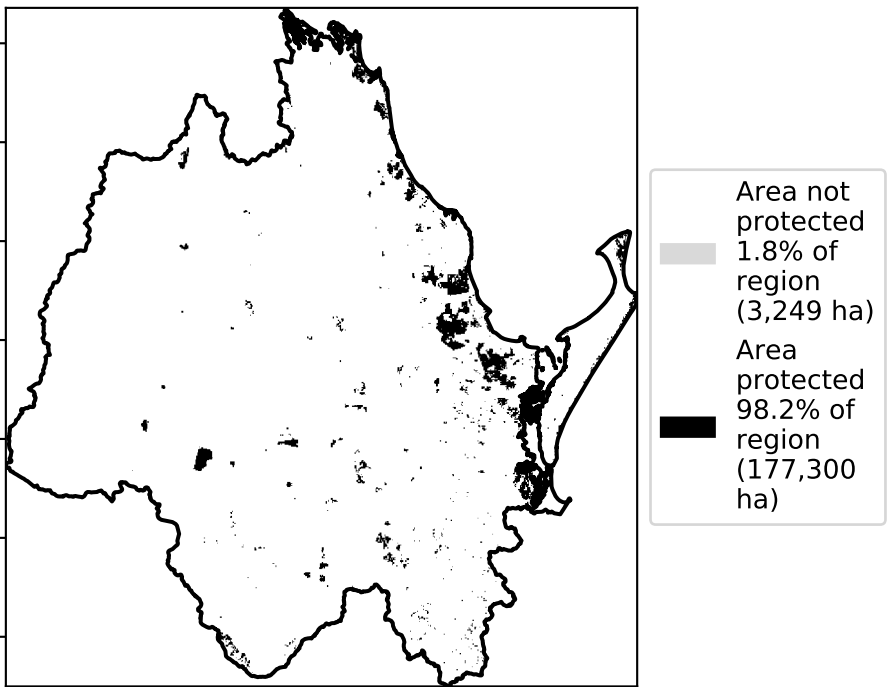 Area not
protected
1.8% of
region
(3,249 ha)
Area
protected
98.2% of
region
(177,300
ha)